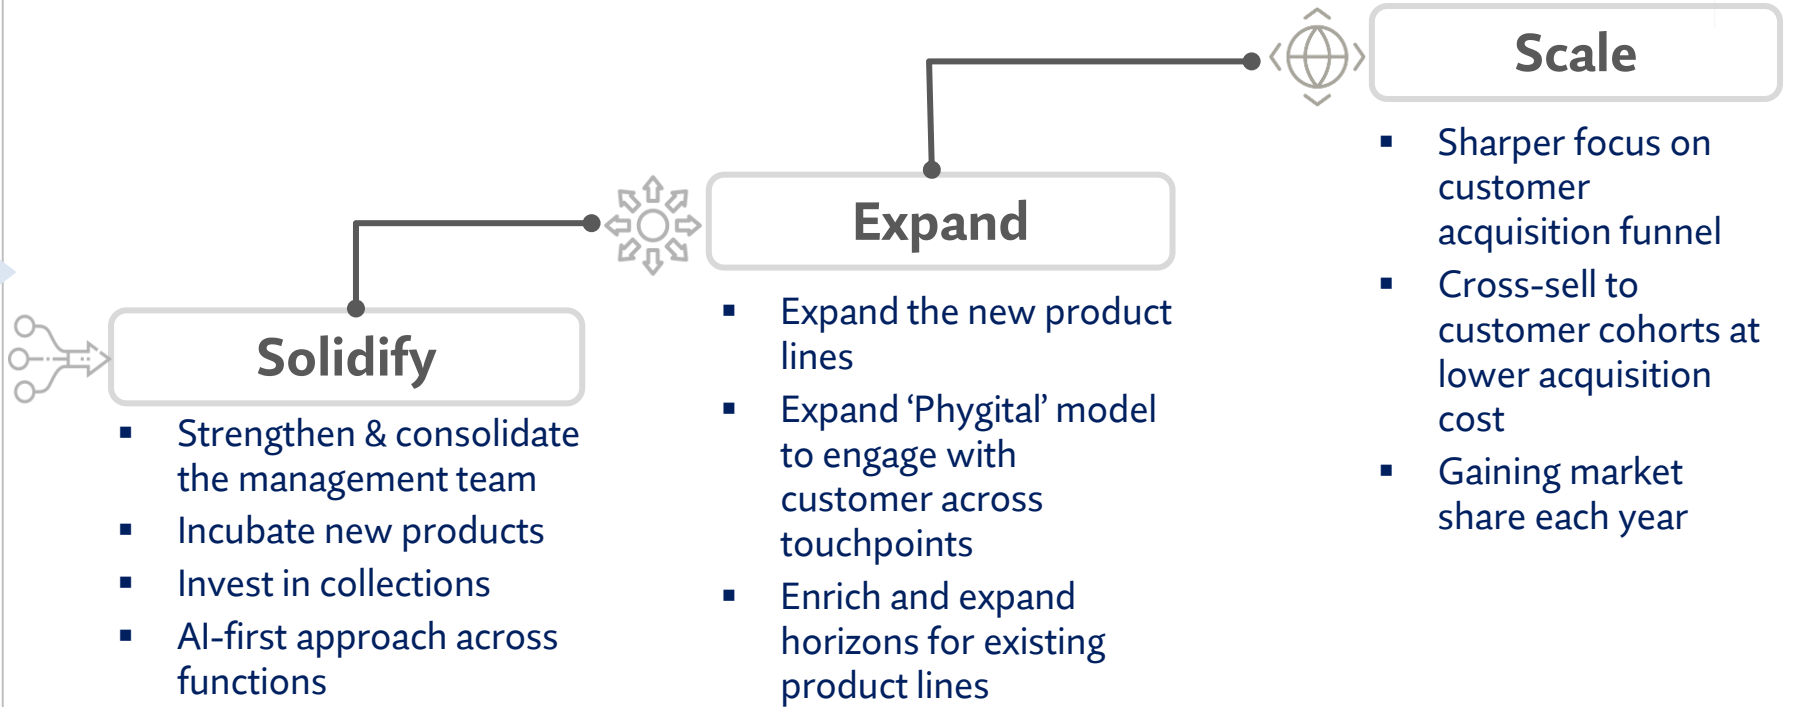 Solidify
▪ Strengthen & consolidate
the management team
▪ Incubate new products
▪ Invest in collections
▪ AI-first approach across
functions
Expand
▪ Expand the new product
lines
▪ Expand ‘Phygital’ model
to engage with
customer across
touchpoints
▪ Enrich and expand
horizons for existing
product lines
Scale
▪ Sharper focus on
customer
acquisition funnel
▪ Cross-sell to
customer cohorts at
lower acquisition
cost
▪ Gaining market
share each year